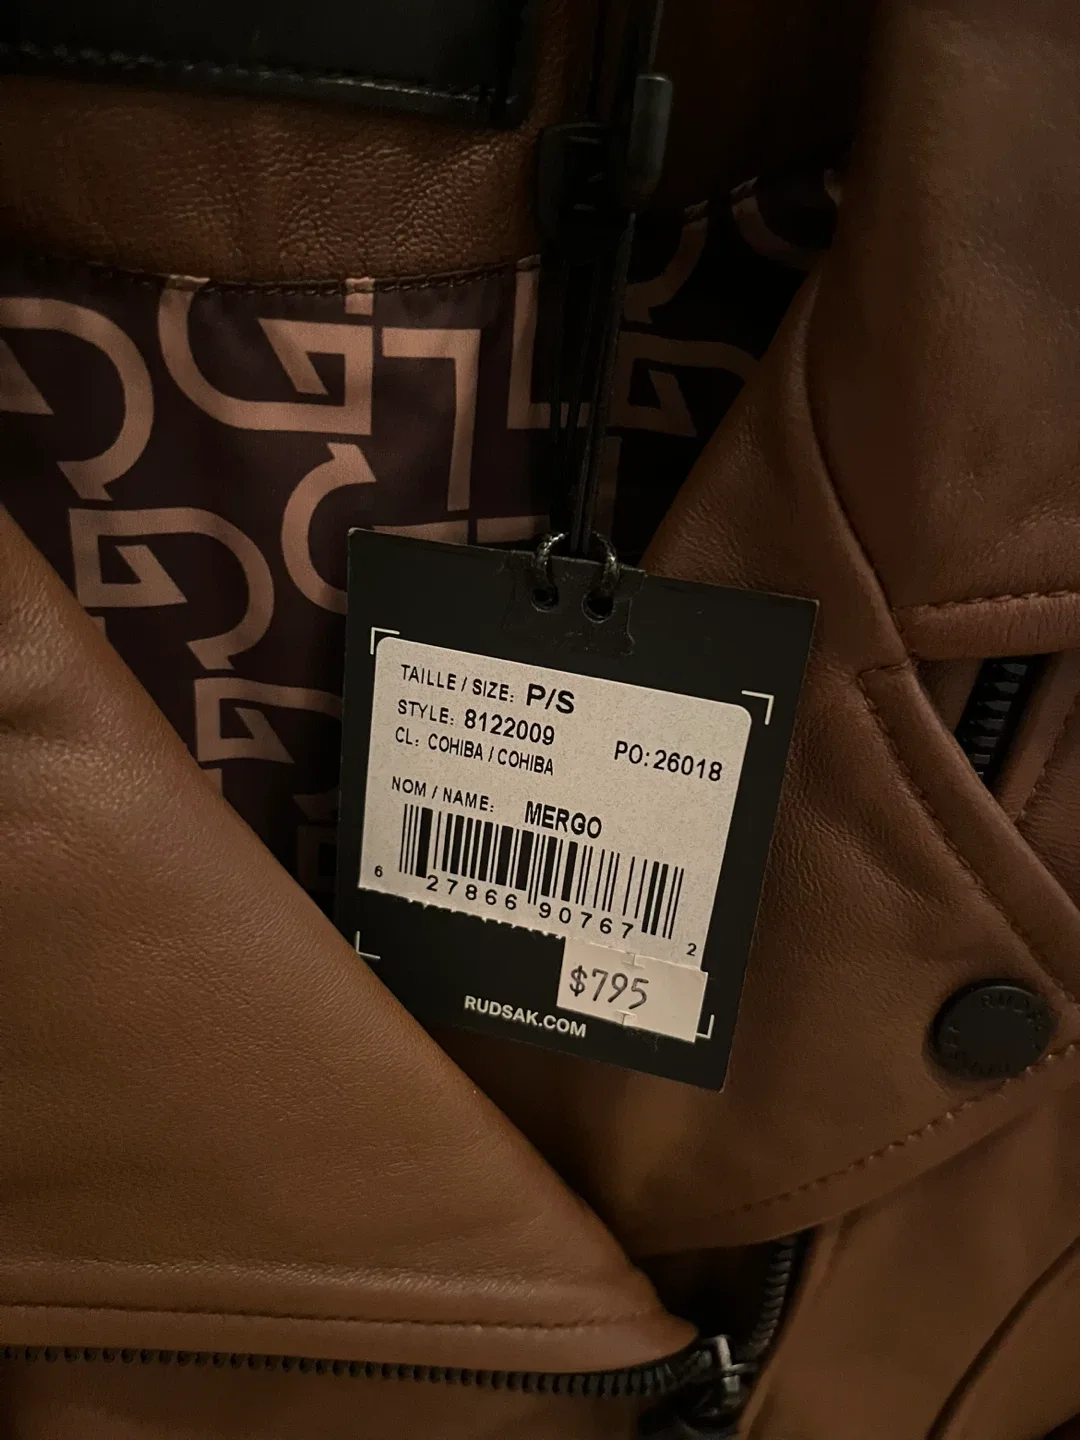 TAILLE / SIZE: P/S
STYLE: 8122009
CL: COHIBA / COHIBA
PO: 26018
NOM / NAME: MERGO
6 27866 90767 2
$795
RUDSAK.COM